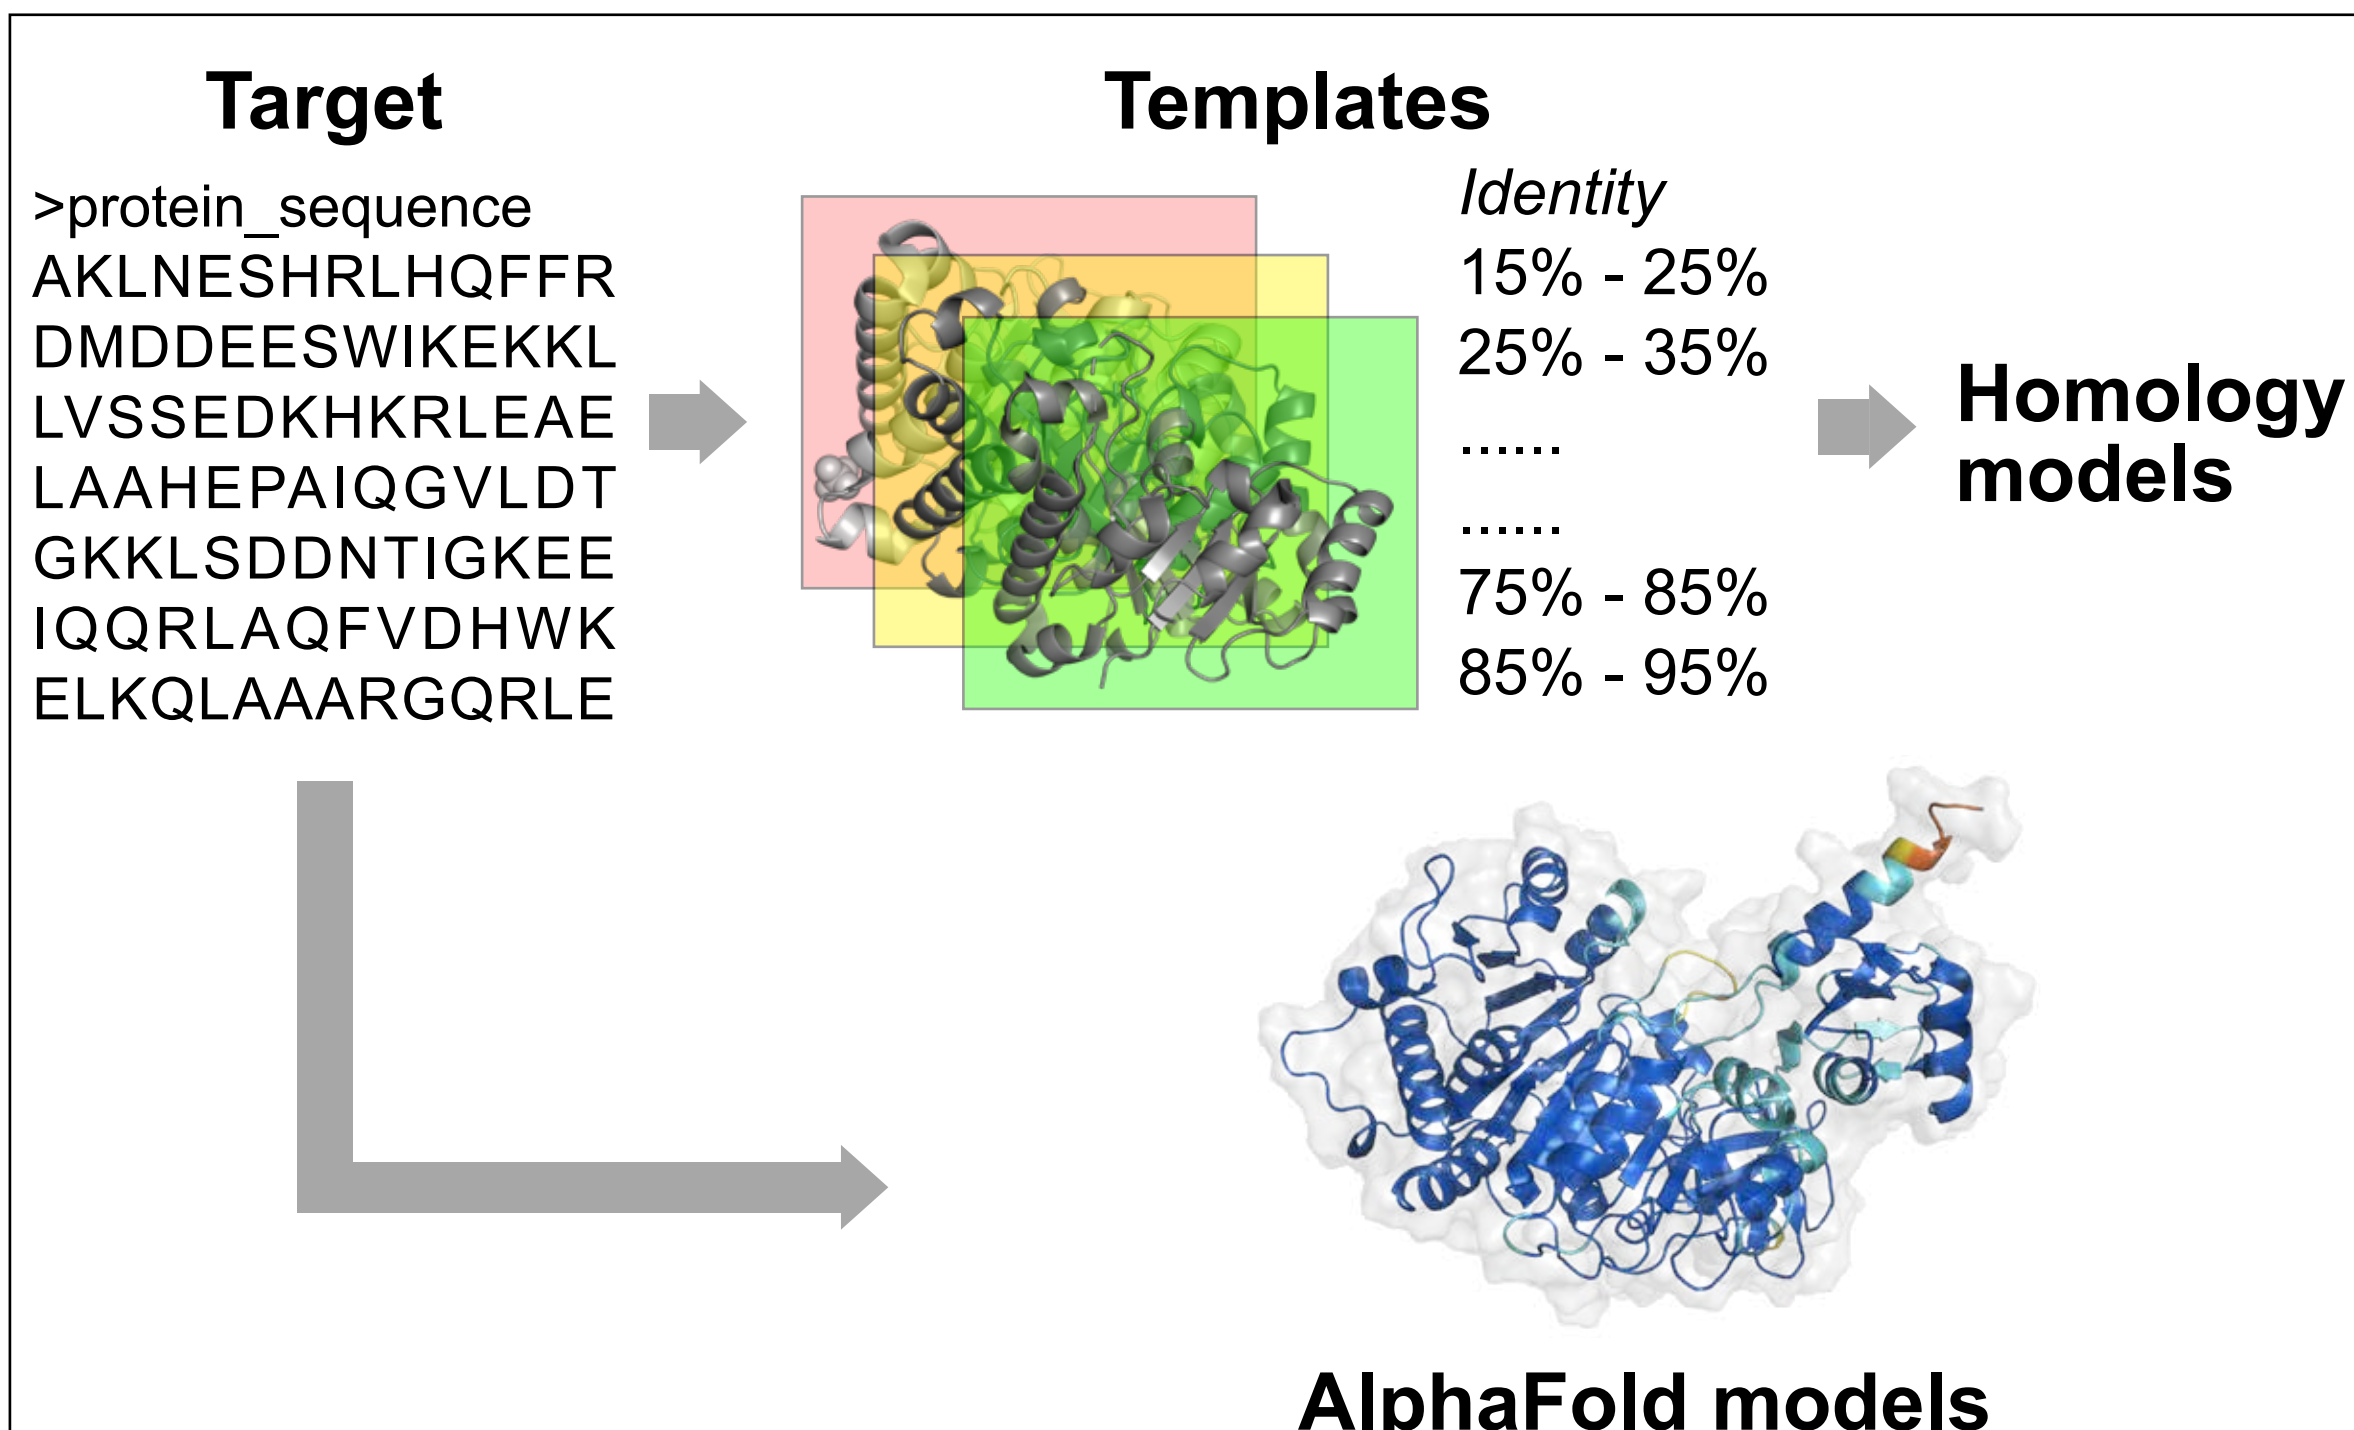 Target
>protein_sequence
AKLNESHRLHQFFR
DMDDEESWIKEKKL
LVSSEDKHKRLEAE
LAAHEPAIQGVLDT
GKKLSDDNTIGKEE
IQQRLAQFVDHWK
ELKQLAAARGQRLE
Templates
Identity
15% - 25%
25% - 35%
......
......
75% - 85%
85% - 95%
Homology
models
AlphaFold models